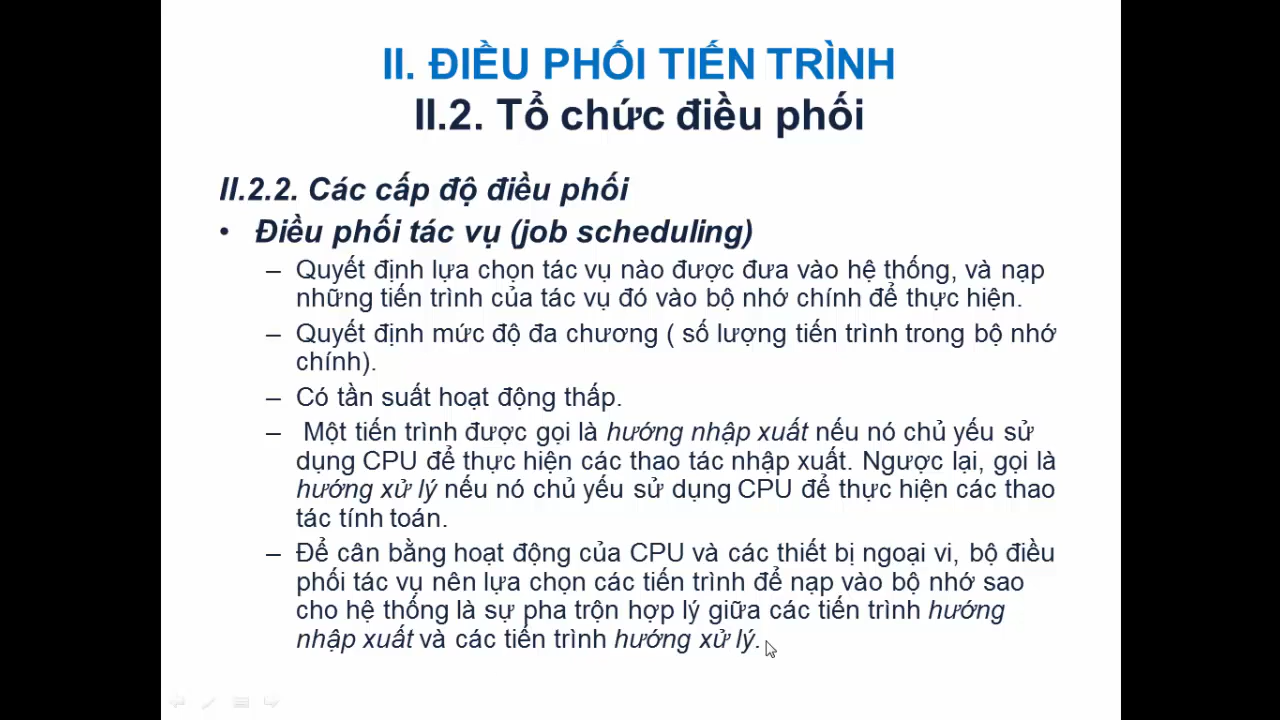 II. ĐIỀU PHỐI TIẾN TRÌNH
II.2. Tổ chức điều phối
II.2.2. Các cấp độ điều phối
• Điều phối tác vụ (job scheduling)
– Quyết định lựa chọn tác vụ nào được đưa vào hệ thống, và nạp
những tiến trình của tác vụ đó vào bộ nhớ chính để thực hiện.
– Quyết định mức độ đa chương ( số lượng tiến trình trong bộ nhớ
chính).
– Có tần suất hoạt động thấp.
– Một tiến trình được gọi là hướng nhập xuất nếu nó chủ yếu sử
dụng CPU để thực hiện các thao tác nhập xuất. Ngược lại, gọi là
hướng xử lý nếu nó chủ yếu sử dụng CPU để thực hiện các thao
tác tính toán.
– Để cân bằng hoạt động của CPU và các thiết bị ngoại vi, bộ điều
phối tác vụ nên lựa chọn các tiến trình để nạp vào bộ nhớ sao
cho hệ thống là sự pha trộn hợp lý giữa các tiến trình hướng
nhập xuất và các tiến trình hướng xử lý.